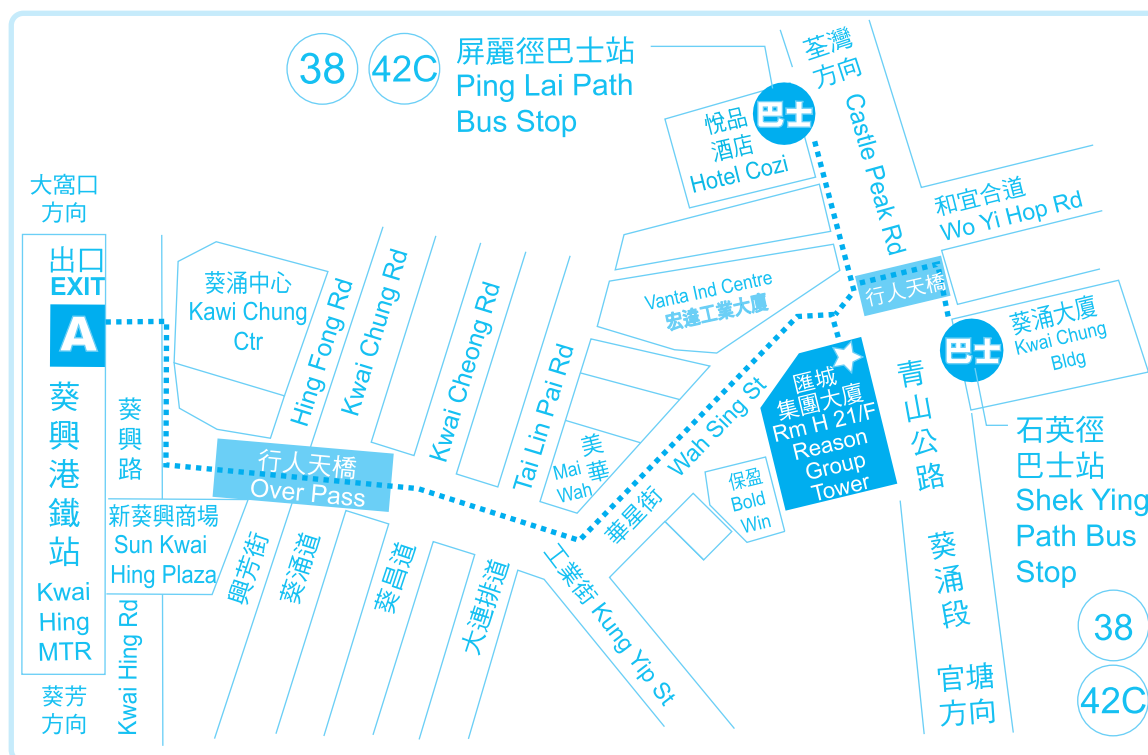 38
42C
屏麗徑巴士站
Ping Lai Path
Bus Stop
荃灣
方向
Castle Peak Rd
巴士
悅品
酒店
Hotel Cozi
和宜合道
Wo Yi Hop Rd
大窩口
方向
出口
EXIT
A
葵興港鐵站
Kwai
Hing
MTR
葵芳
方向
葵興路
Kwai Hing Rd
葵涌中心
Kawi Chung
Ctr
Hing Fong Rd
Kwai Chung Rd
Kwai Cheong Rd
Tai Lin Pai Rd
Vanta Ind Centre
宏達工業大廈
行人天橋
葵涌大廈
Kwai Chung
Bldg
巴士
匯城
集團大廈
Rm H 21/F
Reason
Group
Tower
Wah Sing St
華星街
美華
Mai
Wah
保盈
Bold
Win
行人天橋
Over Pass
新葵興商場
Sun Kwai
Hing Plaza
興芳街
葵涌道
葵昌道
大連排道
工業街 Kung Yip St
青山公路
葵涌段
官塘
方向
石英徑
巴士站
Shek Ying
Path Bus
Stop
38
42C